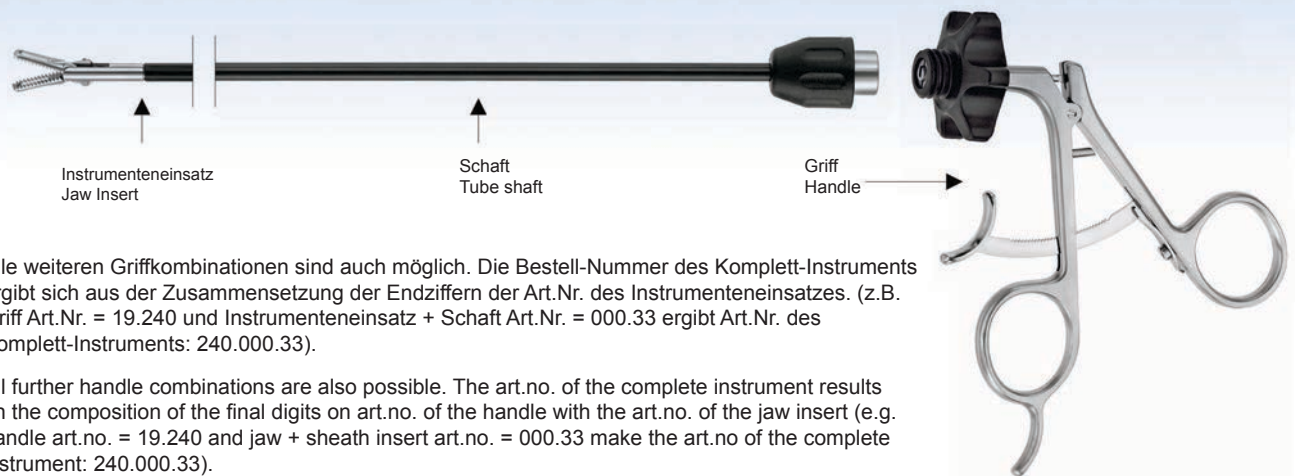 Instrumenteneinsatz
Jaw Insert
Schaft
Tube shaft
Griff
Handle
lle weiteren Griffkombinationen sind auch möglich. Die Bestell-Nummer des Komplett-Instruments
rgibt sich aus der Zusammensetzung der Endziffern der Art.Nr. des Instrumenteneinsatzes. (z.B.
riff Art.Nr. = 19.240 und Instrumenteneinsatz + Schaft Art.Nr. = 000.33 ergibt Art.Nr. des
omplett-Instruments: 240.000.33).
ll further handle combinations are also possible. The art.no. of the complete instrument results
n the composition of the final digits on art.no. of the handle with the art.no. of the jaw insert (e.g.
andle art.no. = 19.240 and jaw + sheath insert art.no. = 000.33 make the art.no of the complete
strument: 240.000.33).